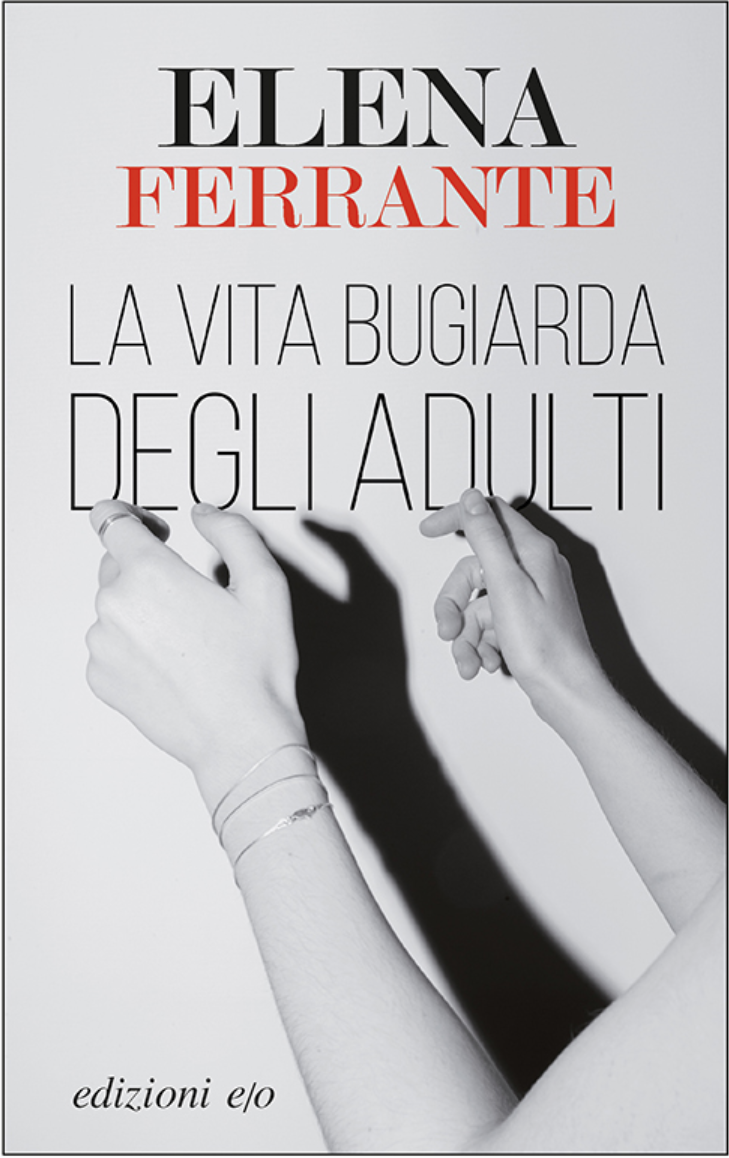 ELENA
FERRANTE
LA VITA BUGIARDA
DEGLI ADULTI
edizioni e/o